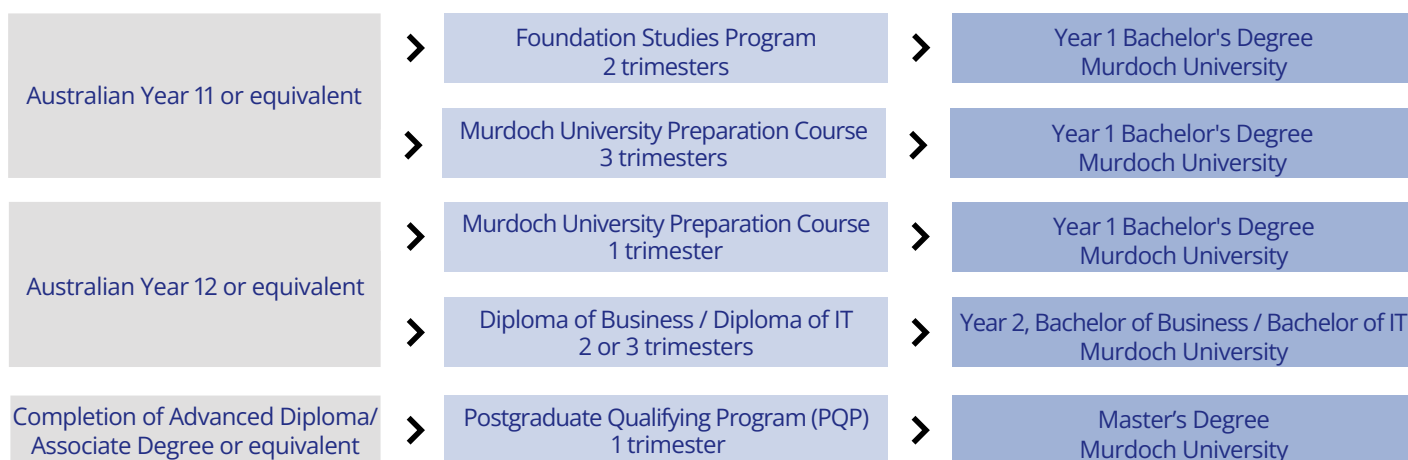 Australian Year 11 or equivalent
Foundation Studies Program
2 trimesters
Year 1 Bachelor's Degree
Murdoch University
Murdoch University Preparation Course
3 trimesters
Year 1 Bachelor's Degree
Murdoch University
Australian Year 12 or equivalent
Murdoch University Preparation Course
1 trimester
Year 1 Bachelor's Degree
Murdoch University
Diploma of Business / Diploma of IT
2 or 3 trimesters
Year 2, Bachelor of Business / Bachelor of IT
Murdoch University
Completion of Advanced Diploma/
Associate Degree or equivalent
Postgraduate Qualifying Program (PQP)
1 trimester
Master’s Degree
Murdoch University